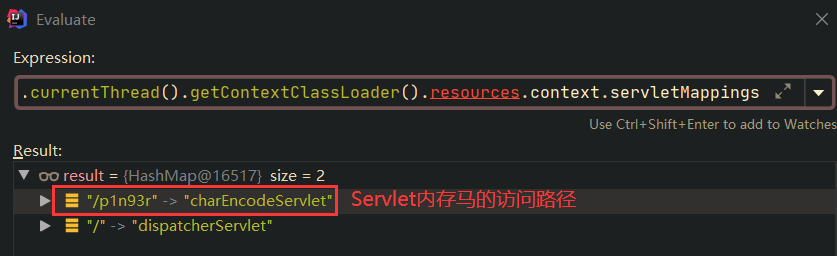 Evaluate
Expression:
.currentThread().getContextClassLoader().resources.context.servletMappings
Use Ctrl+Shift+Enter to add to Watches
Result:
result = {HashMap@16517} size = 2
"/p1n93r" -> "charEncodeServlet" Servlet内存马的访问路径
"/" -> "dispatcherServlet"